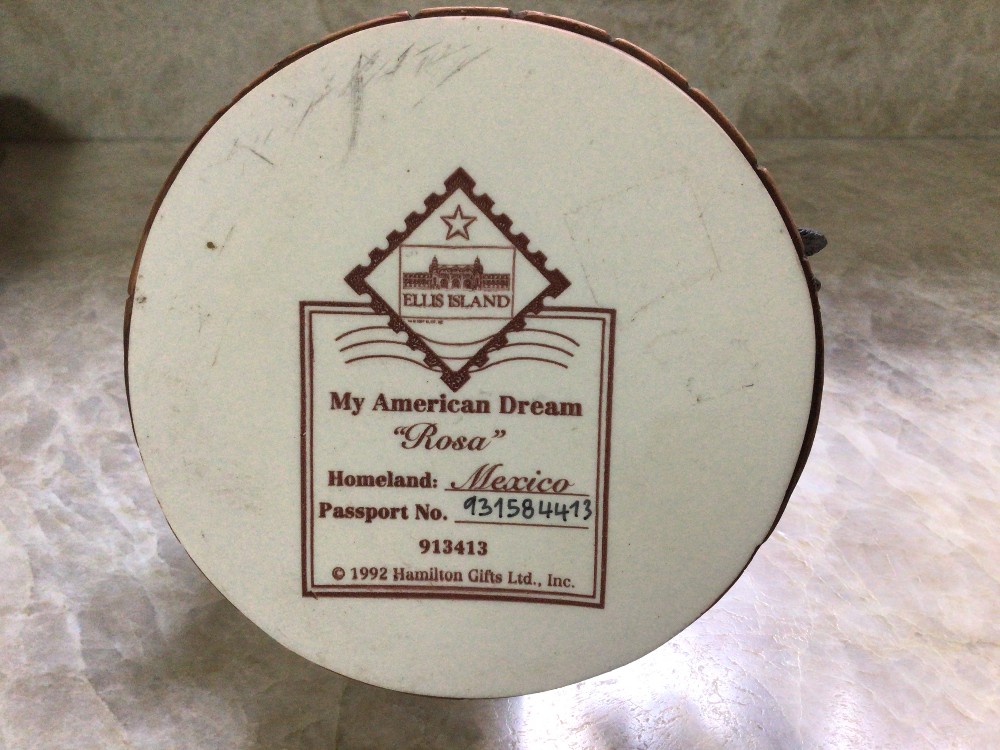 ELLIS ISLAND
My American Dream
“Rosa”
Homeland: Mexico
Passport No. 931584413
913413
© 1992 Hamilton Gifts Ltd., Inc.